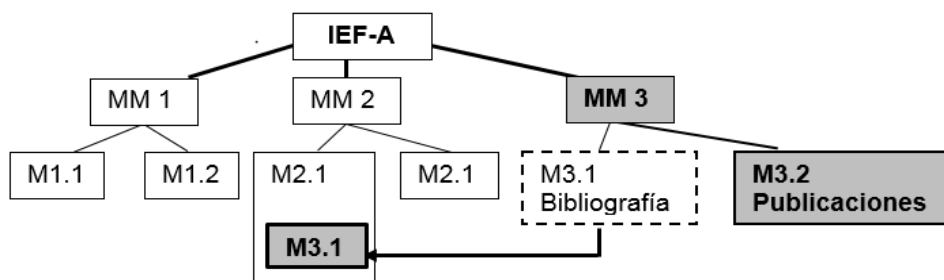 IEF-A
MM 1
MM 2
MM 3
M1.1
M1.2
M2.1
M2.1
M3.1
Bibliografía
M3.2
Publicaciones
M3.1